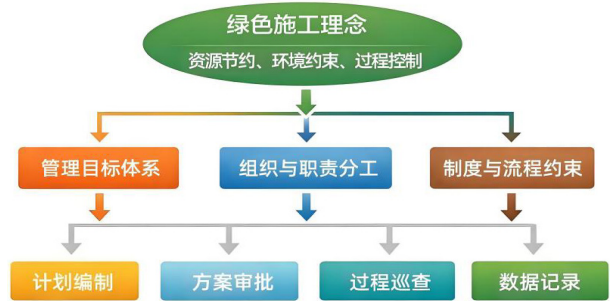 绿色施工理念
资源节约、环境约束、过程控制
管理目标体系
组织与职责分工
制度与流程约束
计划编制
方案审批
过程巡查
数据记录